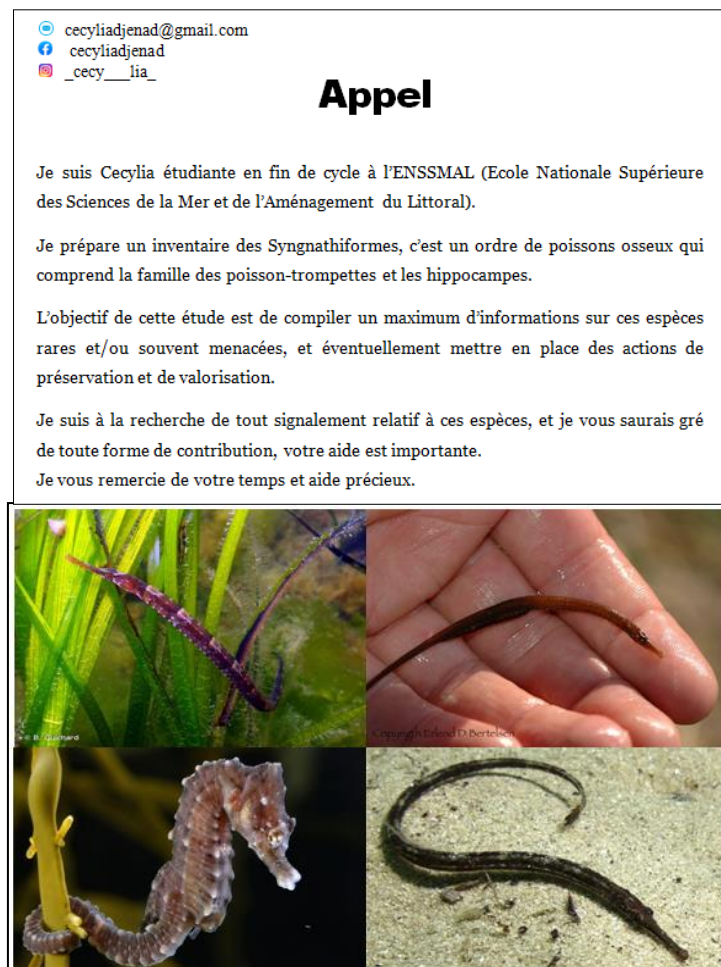 cecyliadjenad@gmail.com
cecyliadjenad
_cecy___lia_
Appel
Je suis Cecylia étudiante en fin de cycle à l'ENSSMAL (Ecole Nationale Supérieure
des Sciences de la Mer et de l'Aménagement du Littoral).
Je prépare un inventaire des Syngnathiformes, c'est un ordre de poissons osseux qui
comprend la famille des poisson-trompettes et les hippocampes.
L'objectif de cette étude est de compiler un maximum d'informations sur ces espèces
rares et/ou souvent menacées, et éventuellement mettre en place des actions de
préservation et de valorisation.
Je suis à la recherche de tout signalement relatif à ces espèces, et je vous saurais gré
de toute forme de contribution, votre aide est importante.
Je vous remercie de votre temps et aide précieux.
© B. Guichard
Copyright Erlend D Bertelsen